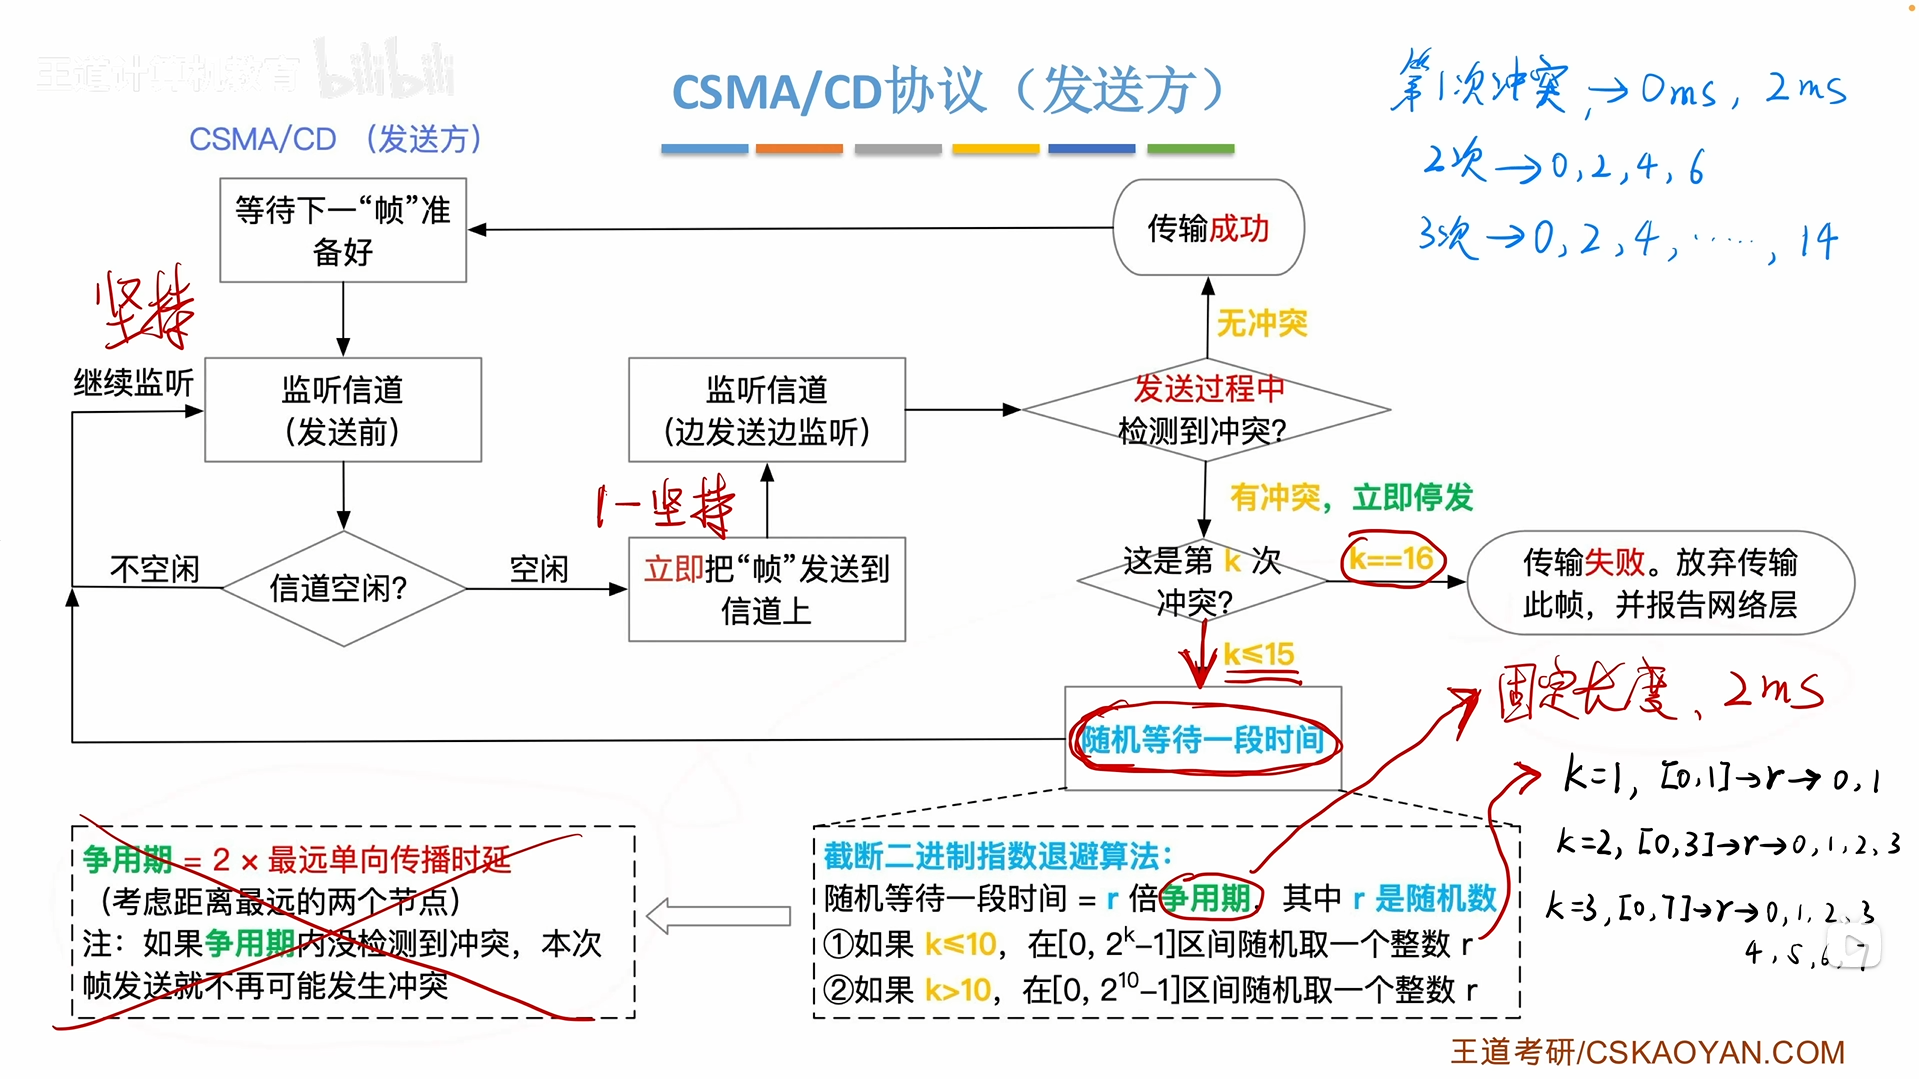 王道计算机教育 bilibili
CSMA/CD协议（发送方）
CSMA/CD （发送方）
第1次冲突，→0ms，2ms
2次→0，2，4，6
3次→0，2，4，……，14
等待下一“帧”准
备好
传输成功
坚持
无冲突
继续监听
监听信道
（发送前）
监听信道
（边发送边监听）
发送过程中
检测到冲突？
1-坚持
有冲突，立即停发
不空闲
信道空闲？
空闲
立即把“帧”发送到
信道上
这是第 k 次
冲突？
k==16
传输失败。放弃传输
此帧，并报告网络层
k≤15
固定长度、2ms
随机等待一段时间
k=1，[0,1]→r→0,1
k=2，[0,3]→r→0,1,2,3
k=3,[0,7]→r→0,1,2,3
4,5,6,7
争用期 = 2 × 最远单向传播时延
（考虑距离最远的两个节点）
注：如果争用期内没检测到冲突，本次
帧发送就不再可能发生冲突
截断二进制指数退避算法：
随机等待一段时间 = r 倍争用期，其中 r 是随机数
①如果 k≤10，在[0, 2^k–1]区间随机取一个整数 r
②如果 k>10，在[0, 2^10–1]区间随机取一个整数 r
王道考研/CSKAOYAN.COM